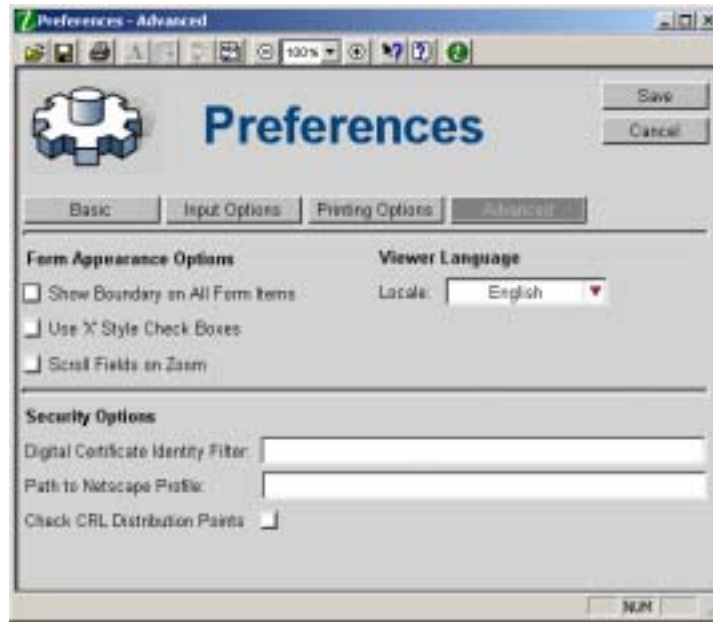 Preferences - Advanced
100%
Preferences
Save
Cancel
Basic
Input Options
Printing Options
Advanced
Form Appearance Options
Viewer Language
Show Boundary on All Form Items
Locale:
English
Use 'X' Style Check Boxes
Scroll Fields on Zoom
Security Options
Digital Certificate Identity Filter:
Path to Netscape Profile:
Check CRL Distribution Points
NUM